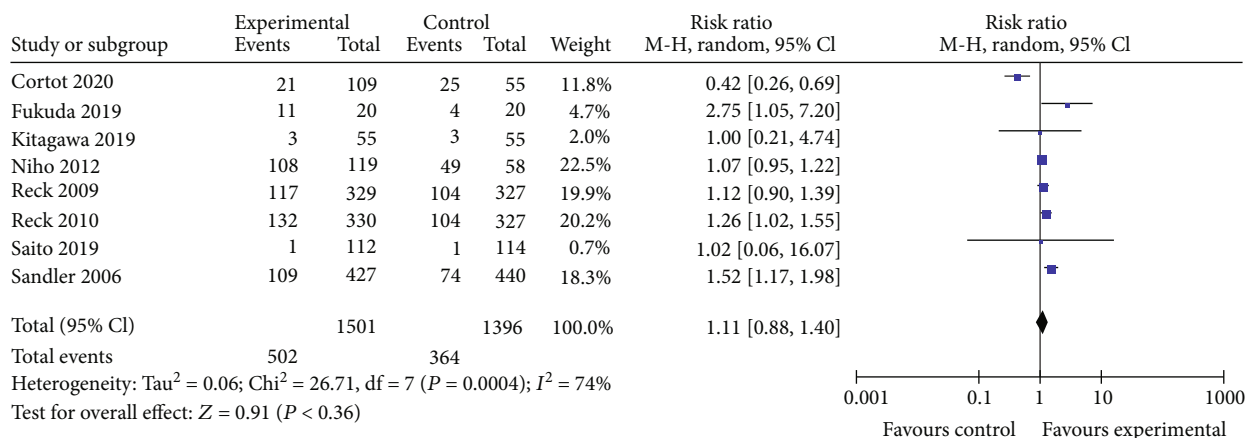 Experimental Control Risk ratio Risk ratio
Study or subgroup Events Total Events Total Weight M-H, random, 95% Cl M-H, random, 95% Cl
Cortot 2020 21 109 25 55 11.8% 0.42 [0.26, 0.69]
Fukuda 2019 11 20 4 20 4.7% 2.75 [1.05, 7.20]
Kitagawa 2019 3 55 3 55 2.0% 1.00 [0.21, 4.74]
Niho 2012 108 119 49 58 22.5% 1.07 [0.95, 1.22]
Reck 2009 117 329 104 327 19.9% 1.12 [0.90, 1.39]
Reck 2010 132 330 104 327 20.2% 1.26 [1.02, 1.55]
Saito 2019 1 112 1 114 0.7% 1.02 [0.06, 16.07]
Sandler 2006 109 427 74 440 18.3% 1.52 [1.17, 1.98]
Total (95% Cl) 1501 1396 100.0% 1.11 [0.88, 1.40]
Total events 502 364
Heterogeneity: Tau² = 0.06; Chi² = 26.71, df = 7 (P = 0.0004); I² = 74%
Test for overall effect: Z = 0.91 (P < 0.36)
0.001 0.1 1 10 1000
Favours control Favours experimental